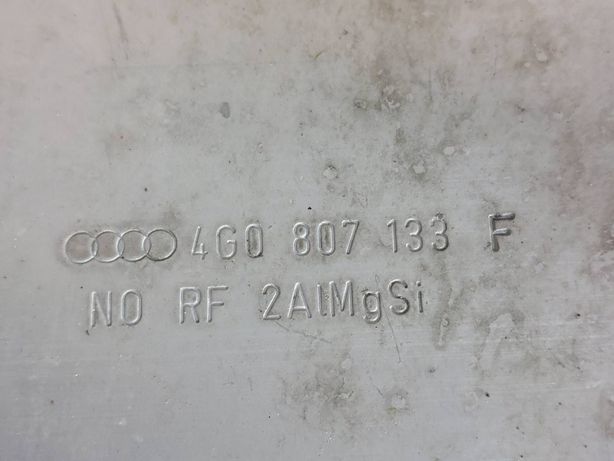 4G0 807 133 F
NO RF 2AlMgSi